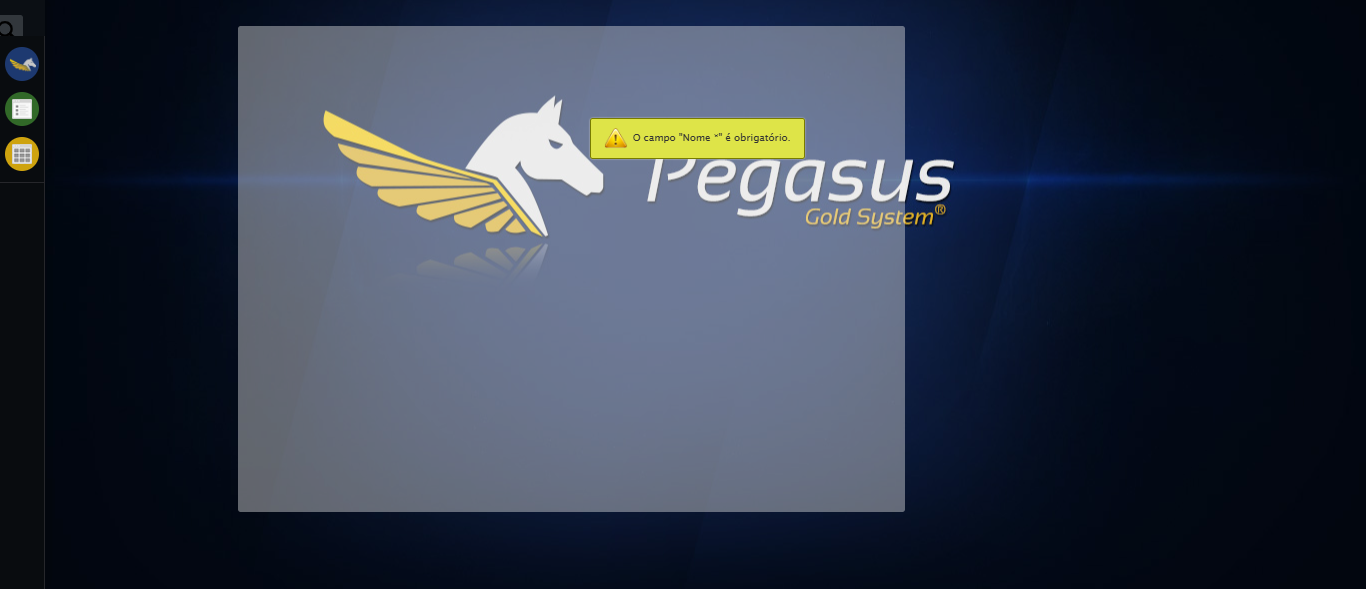 O campo "Nome *" é obrigatório.
Pegasus
Gold System®